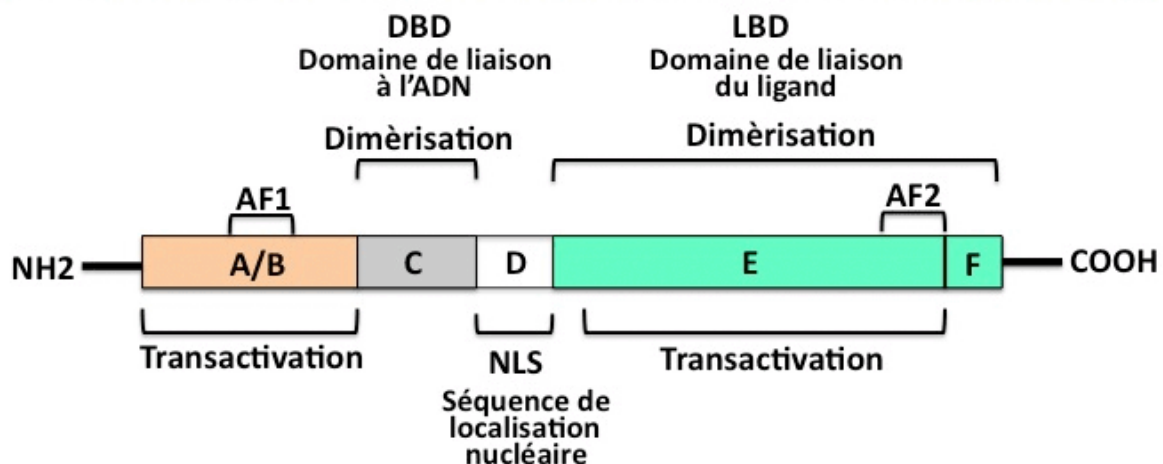 DBD
Domaine de liaison
à l’ADN
Dimèrisation
LBD
Domaine de liaison
du ligand
Dimèrisation
AF1
AF2
NH2
A/B
C
D
E
F
COOH
Transactivation
NLS
Séquence de
localisation
nucléaire
Transactivation